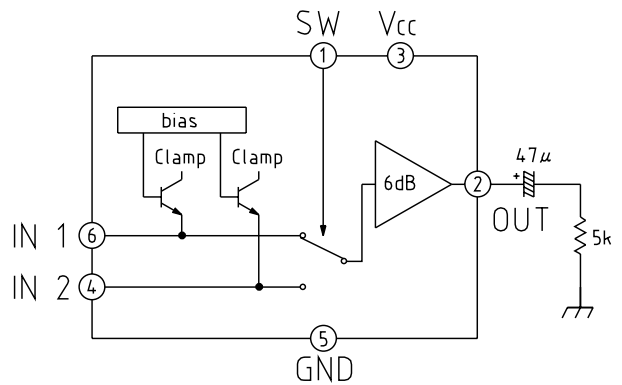 SW Vcc
1 3
bias
Clamp Clamp
47μ
+
6dB 2
OUT
IN 1 6
5k
IN 2 4
5
GND